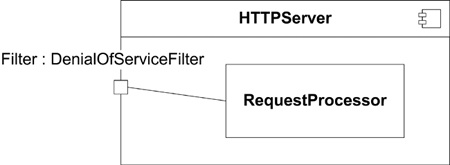 HTTPServer
Filter : DenialOfServiceFilter
RequestProcessor